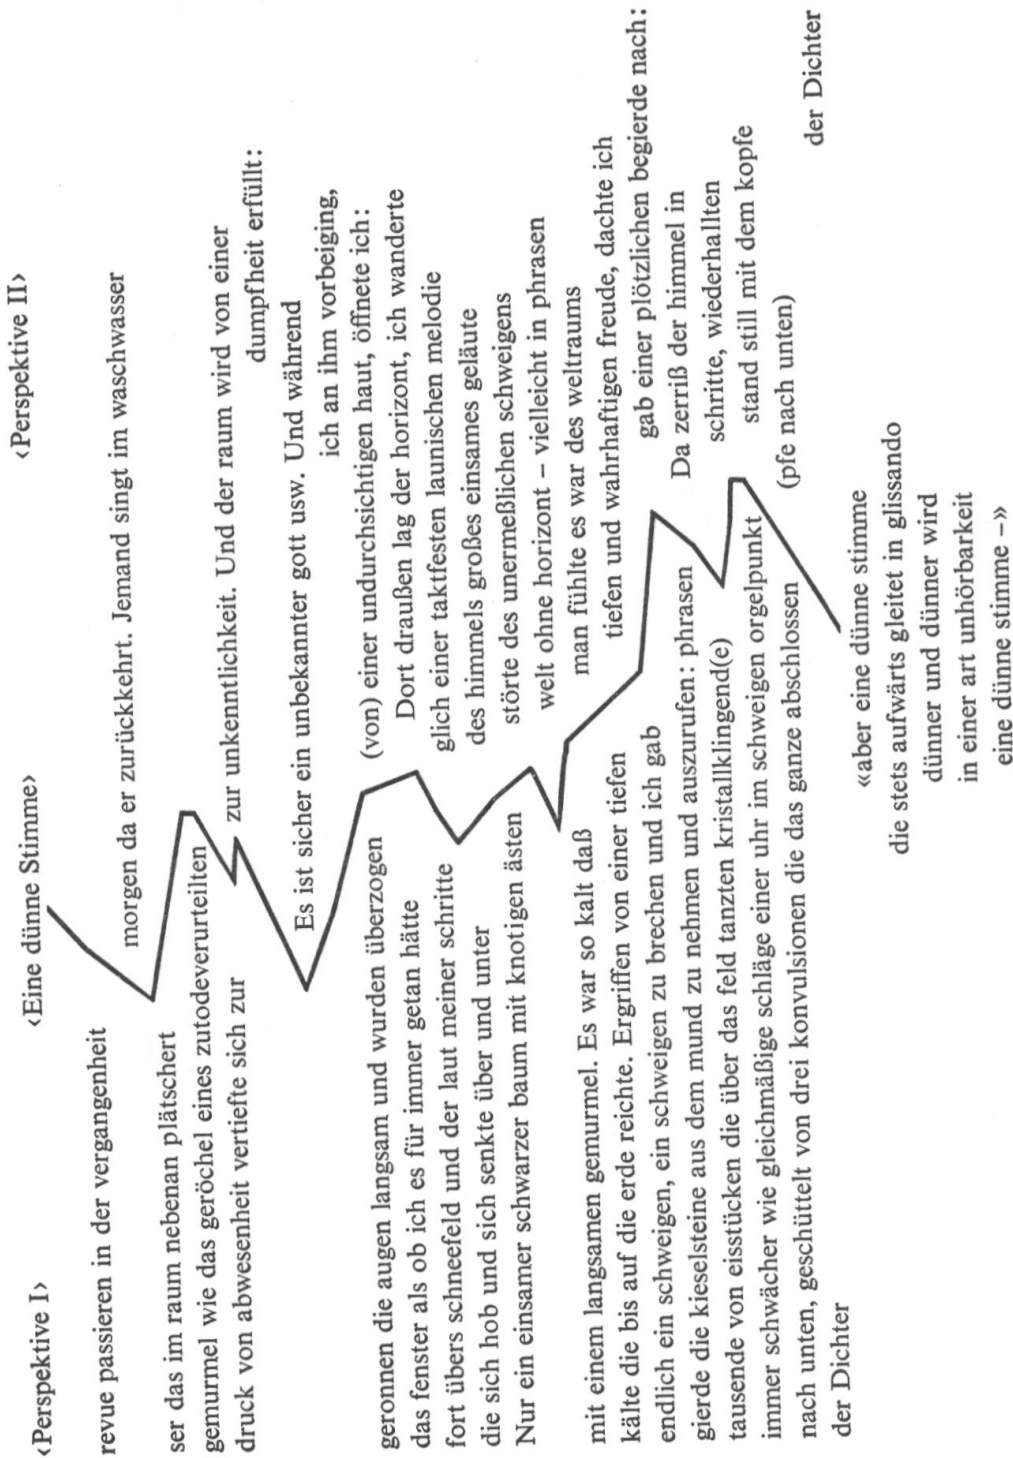 ‹Perspektive I›
‹Eine dünne Stimme›
‹Perspektive II›
revue passieren in der vergangenheit
ser das im raum nebenan plätschert
gemurmel wie das geröchel eines zutodeverurteilten
druck von abwesenheit vertiefte sich zur
geronnen die augen langsam und wurden überzogen
das fenster als ob ich es für immer getan hätte
fort übers schneefeld und der laut meiner schritte
die sich hob und sich senkte über und unter
Nur ein einsamer schwarzer baum mit knotigen ästen
mit einem langsamen gemurmel. Es war so kalt daß
kälte die bis auf die erde reichte. Ergriffen von einer tiefen
endlich ein schweigen, ein schweigen zu brechen und ich gab
gierde die kieselsteine aus dem mund zu nehmen und auszurufen: phrasen
tausende von eisstücken die über das feld tanzten kristallklingend(e)
immer schwächer wie gleichmäßige schläge einer uhr im schweigen orgelpunkt
nach unten, geschüttelt von drei konvulsionen die das ganze abschlossen
der Dichter
morgen da er zurückkehrt. Jemand singt im waschwasser
zur unkenntlichkeit. Und der raum wird von einer
dumpfheit erfüllt:
Es ist sicher ein unbekannter gott usw. Und während
ich an ihm vorbeiging,
(von) einer undurchsichtigen haut, öffnete ich:
Dort draußen lag der horizont, ich wanderte
glich einer taktfesten launischen melodie
des himmels großes einsames geläute
störte des unermeßlichen schweigens
welt ohne horizont – vielleicht in phrasen
man fühlte es war des weltraums
tiefen und wahrhaftigen freude, dachte ich
gab einer plötzlichen begierde nach:
Da zerriß der himmel in
schritte, wiederhallten
stand still mit dem kopfe
(pfe nach unten)
der Dichter
«aber eine dünne stimme
die stets aufwärts gleitet in glissando
dünner und dünner wird
in einer art unhörbarkeit
eine dünne stimme –»